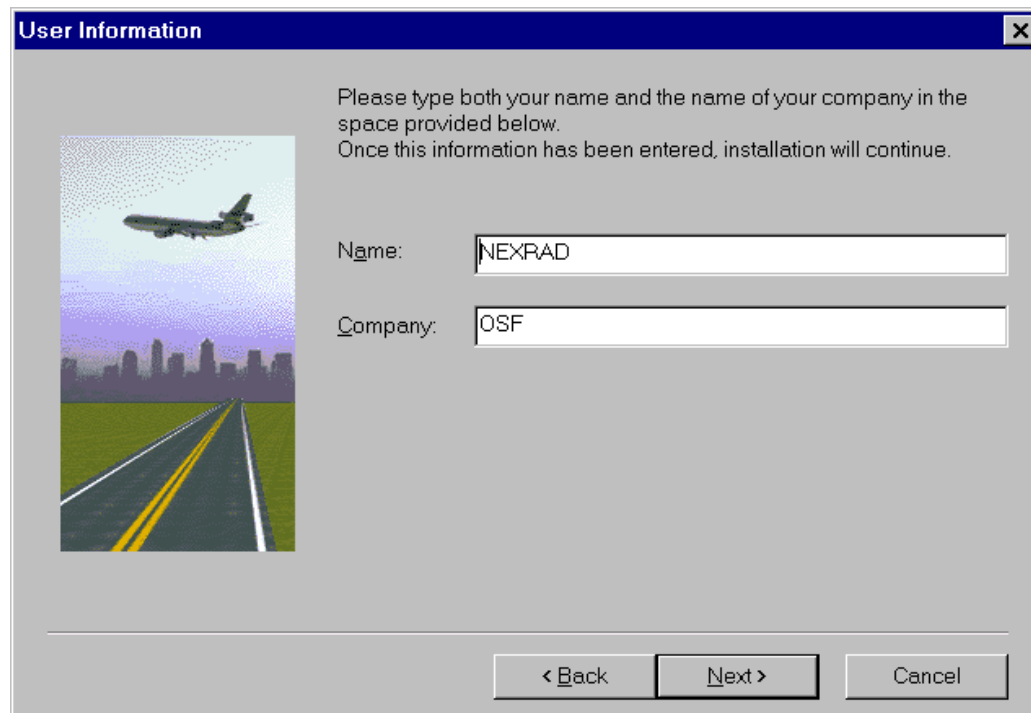 User Information
Please type both your name and the name of your company in the
space provided below.
Once this information has been entered, installation will continue.
Name: NEXRAD
Company: OSF
< Back Next > Cancel